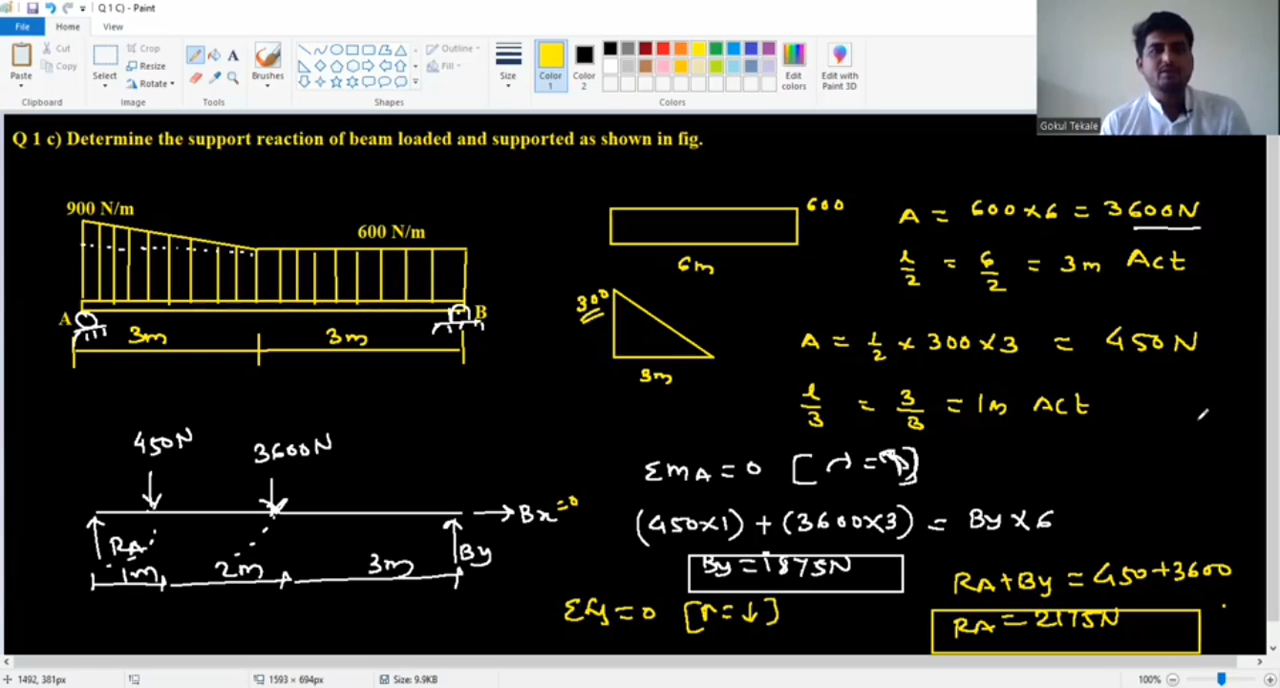 Q 1 C) - Paint
File Home View
Paste
Cut
Copy
Clipboard
Select
Crop
Resize
Rotate
Image
Tools
Brushes
Shapes
Outline
Fill
Size
Color 1
Color 2
Colors
Edit colors
Edit with Paint 3D
Gokul Tekale
Q 1 c) Determine the support reaction of beam loaded and supported as shown in fig.
900 N/m
600 N/m
A
B
3m
3m
600
6m
A = 600×6 = 3600N
l/2 = 6/2 = 3m Act
300
3m
A = 1/2 × 300×3 = 450N
l/3 = 3/3 = 1m Act
450N
3600N
Bx=0
RA
By
1m
2m
3m
ΣmA=0
(450×1) + (3600×3) = By×6
By=1875N
Σfy=0 [↑=↓]
RA+By = 450+3600
RA=2175N
1492, 381px
1593 × 694px
Size: 9.9KB
100%